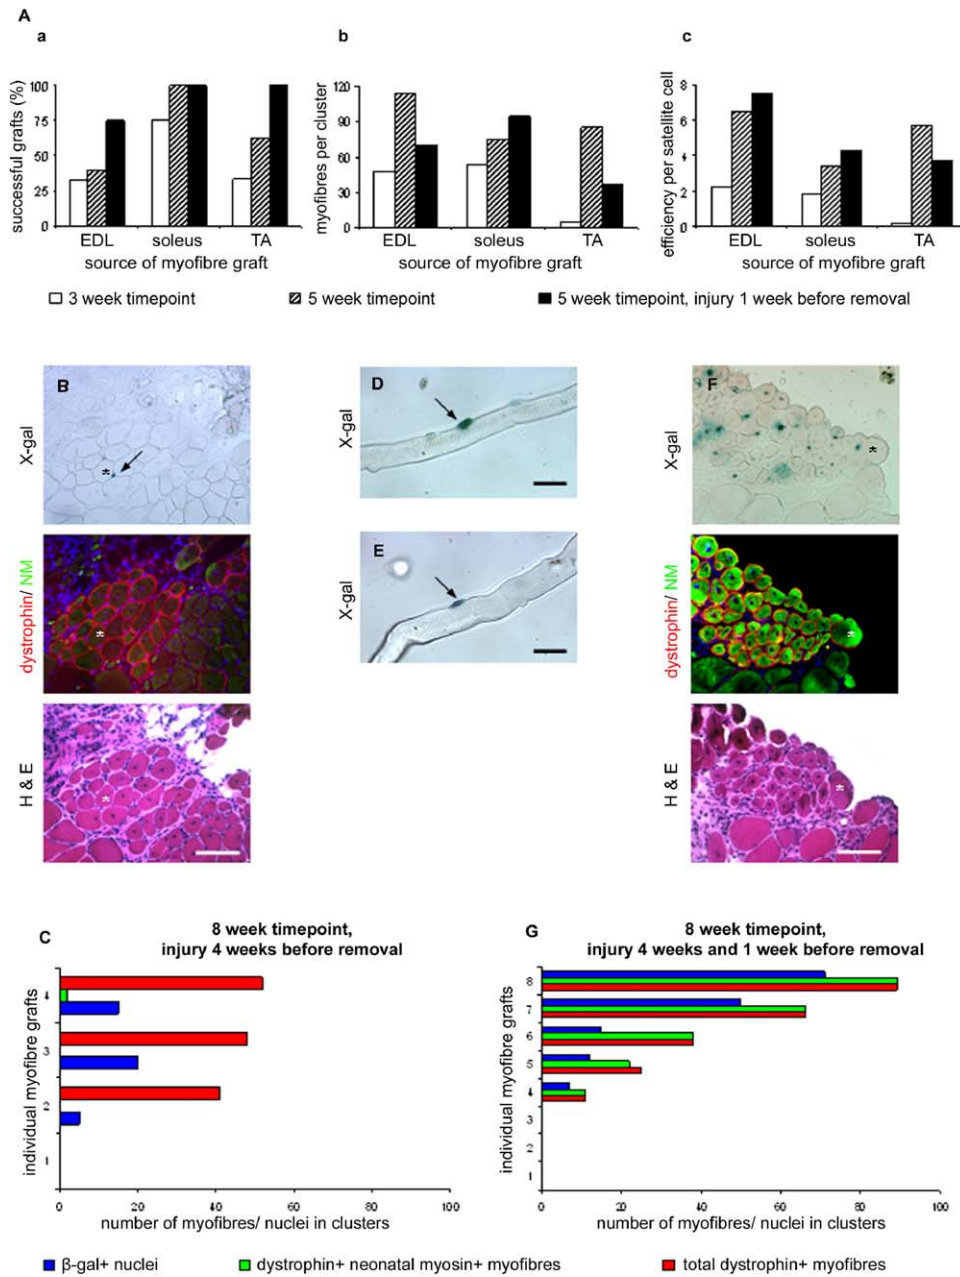 A
a
b
c
successful grafts (%)
100
75
50
25
0
EDL soleus TA
source of myofibre graft
myofibres per cluster
120
90
60
30
0
EDL soleus TA
source of myofibre graft
efficiency per satellite cell
8
6
4
2
0
EDL soleus TA
source of myofibre graft
3 week timepoint
5 week timepoint
5 week timepoint, injury 1 week before removal
B
X-gal
*
dystrophin/ NM
*
H & E
*
D
X-gal
E
X-gal
F
X-gal
*
dystrophin/ NM
*
H & E
*
C
8 week timepoint,
injury 4 weeks before removal
individual myofibre grafts
4
3
2
1
0 20 40 60 80 100
number of myofibres/ nuclei in clusters
G
8 week timepoint,
injury 4 weeks and 1 week before removal
individual myofibre grafts
8
7
6
5
4
3
2
1
0 20 40 60 80 100
number of myofibres/ nuclei in clusters
β-gal+ nuclei
dystrophin+ neonatal myosin+ myofibres
total dystrophin+ myofibres